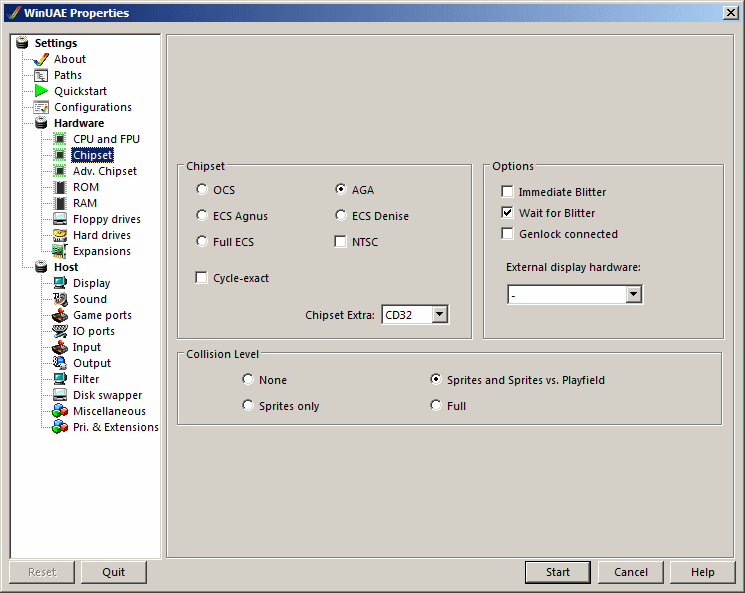 WinUAE Properties
Settings
About
Paths
Quickstart
Configurations
Hardware
CPU and FPU
Chipset
Adv. Chipset
ROM
RAM
Floppy drives
Hard drives
Expansions
Host
Display
Sound
Game ports
IO ports
Input
Output
Filter
Disk swapper
Miscellaneous
Pri. & Extensions
Chipset
OCS AGA
ECS Agnus ECS Denise
Full ECS NTSC
Cycle-exact
Chipset Extra: CD32
Options
Immediate Blitter
Wait for Blitter
Genlock connected
External display hardware:
-
Collision Level
None Sprites and Sprites vs. Playfield
Sprites only Full
Reset Quit Start Cancel Help